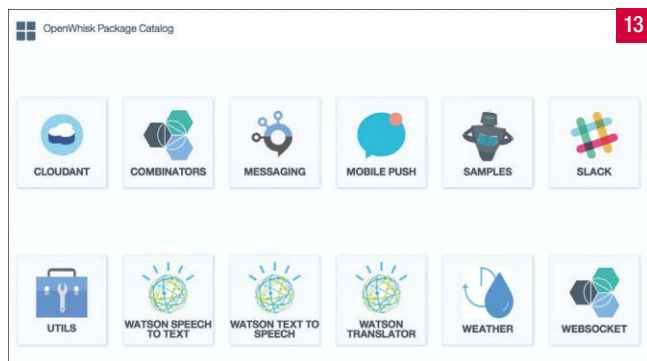 OpenWhisk Package Catalog
13
CLOUDANT
COMBINATORS
MESSAGING
MOBILE PUSH
SAMPLES
SLACK
UTILS
WATSON SPEECH
TO TEXT
WATSON TEXT TO
SPEECH
WATSON
TRANSLATOR
WEATHER
WEBSOCKET